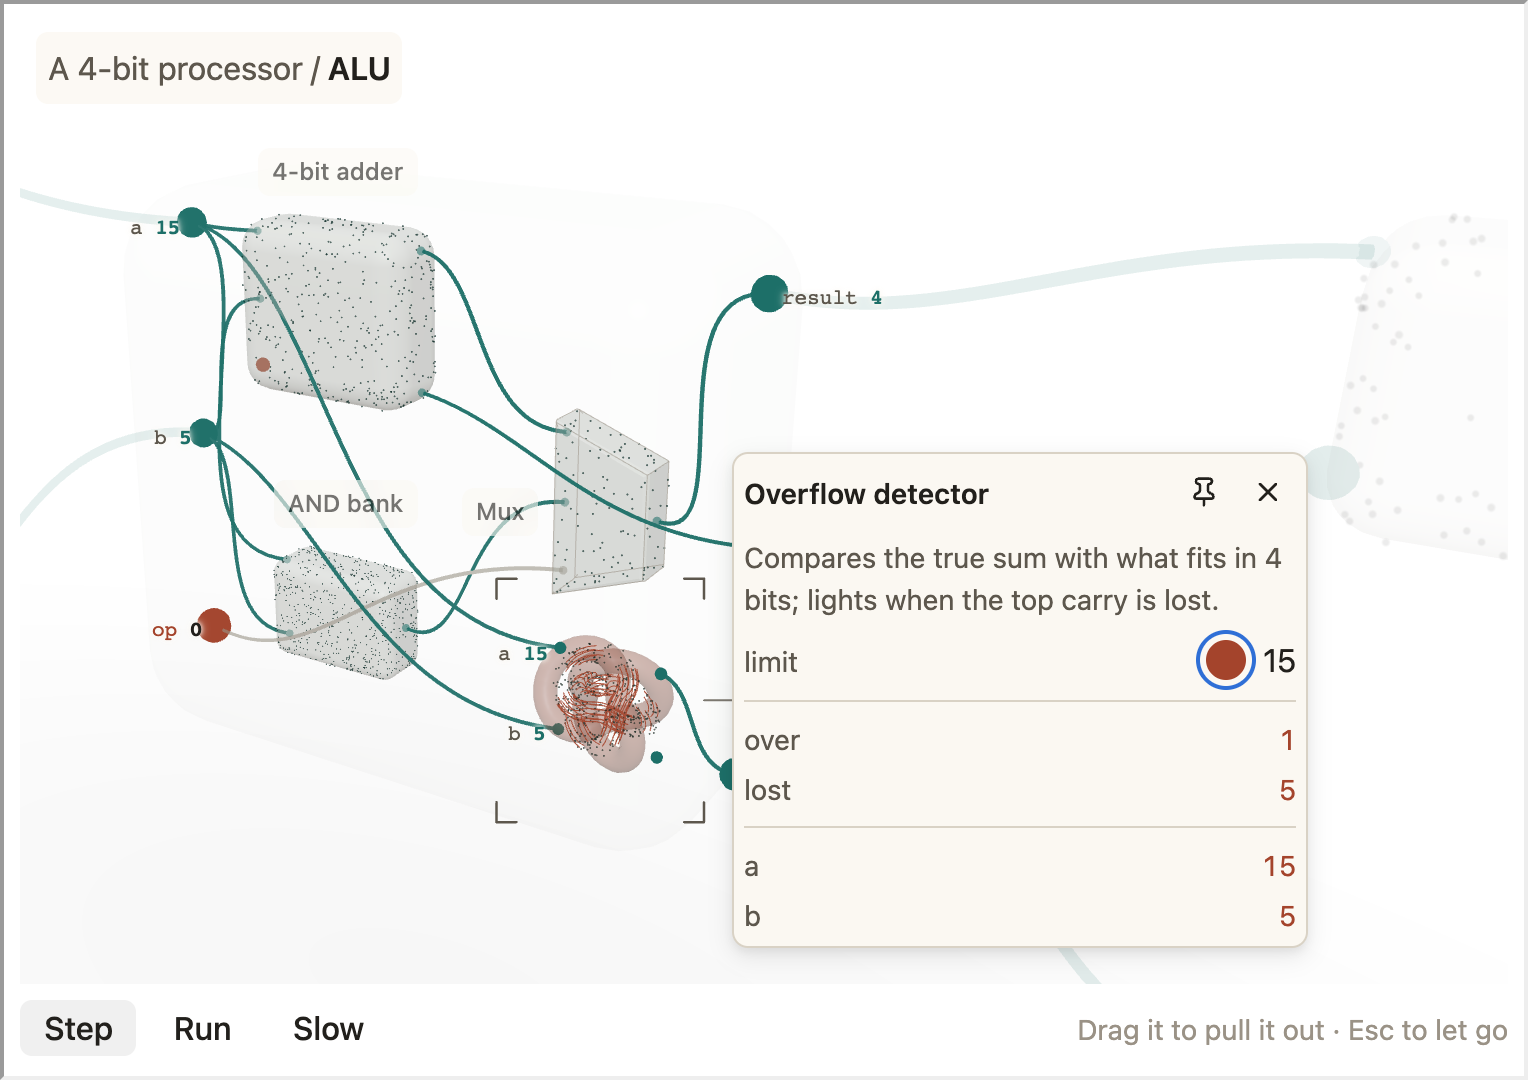 A 4-bit processor / ALU
4-bit adder
a 15
result 4
b 5
AND bank
Mux
op 0
a 15
b 5
Overflow detector
Compares the true sum with what fits in 4
bits; lights when the top carry is lost.
limit 15
over 1
lost 5
a 15
b 5
Step Run Slow
Drag it to pull it out · Esc to let go